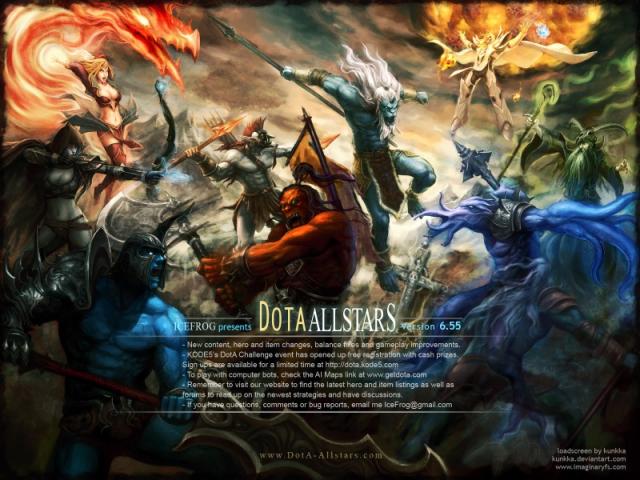 ICEFROG presents DOTA ALLSTARS version 6.55
- New content, hero and item changes, balance fixes and gameplay improvements.
- KODE5's DotA Challenge event has opened up free registration with cash prizes.
Sign ups are available for a limited time at http://dota.kode5.com
- To play with computer bots, check the AI Maps link at www.getdota.com
- Remember to visit our website to find the latest hero and item listings as well as
forums to read up on the newest strategies and have discussions.
- If you have questions, comments or bug reports, email me IceFrog@gmail.com
www.DotA-Allstars.com
loadscreen by kunkka
kunkka.deviantart.com
www.imaginaryfs.com